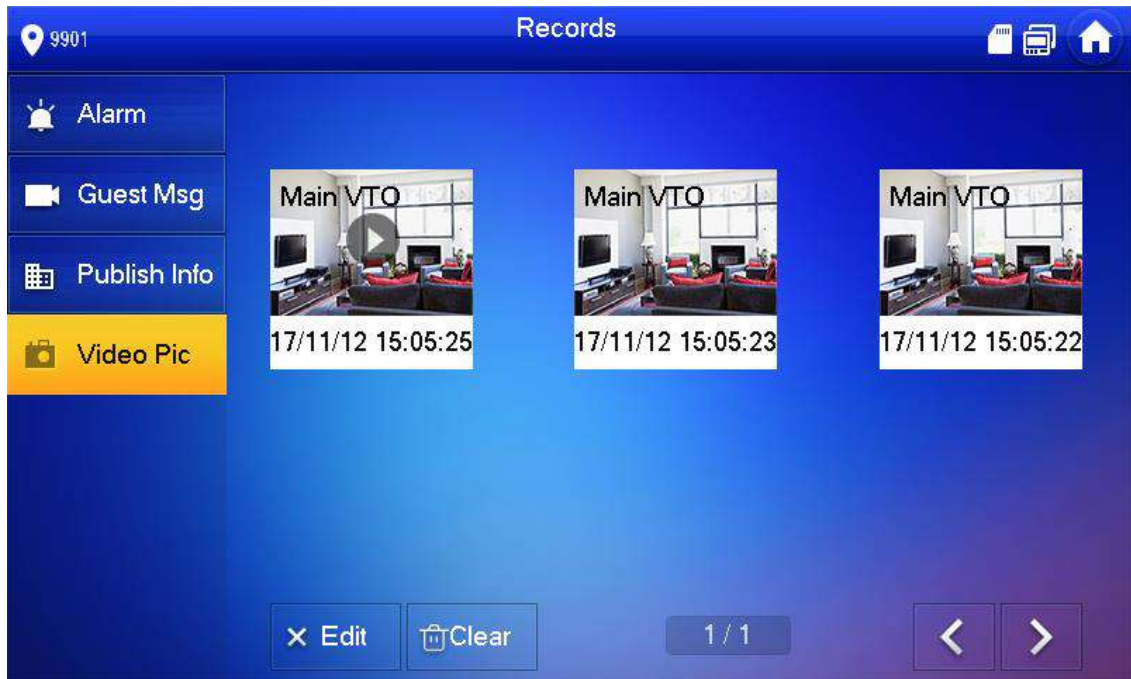 9901
Records
Alarm
Guest Msg
Publish Info
Video Pic
Main VTO
Main VTO
Main VTO
17/11/12 15:05:25
17/11/12 15:05:23
17/11/12 15:05:22
Edit
Clear
1 / 1